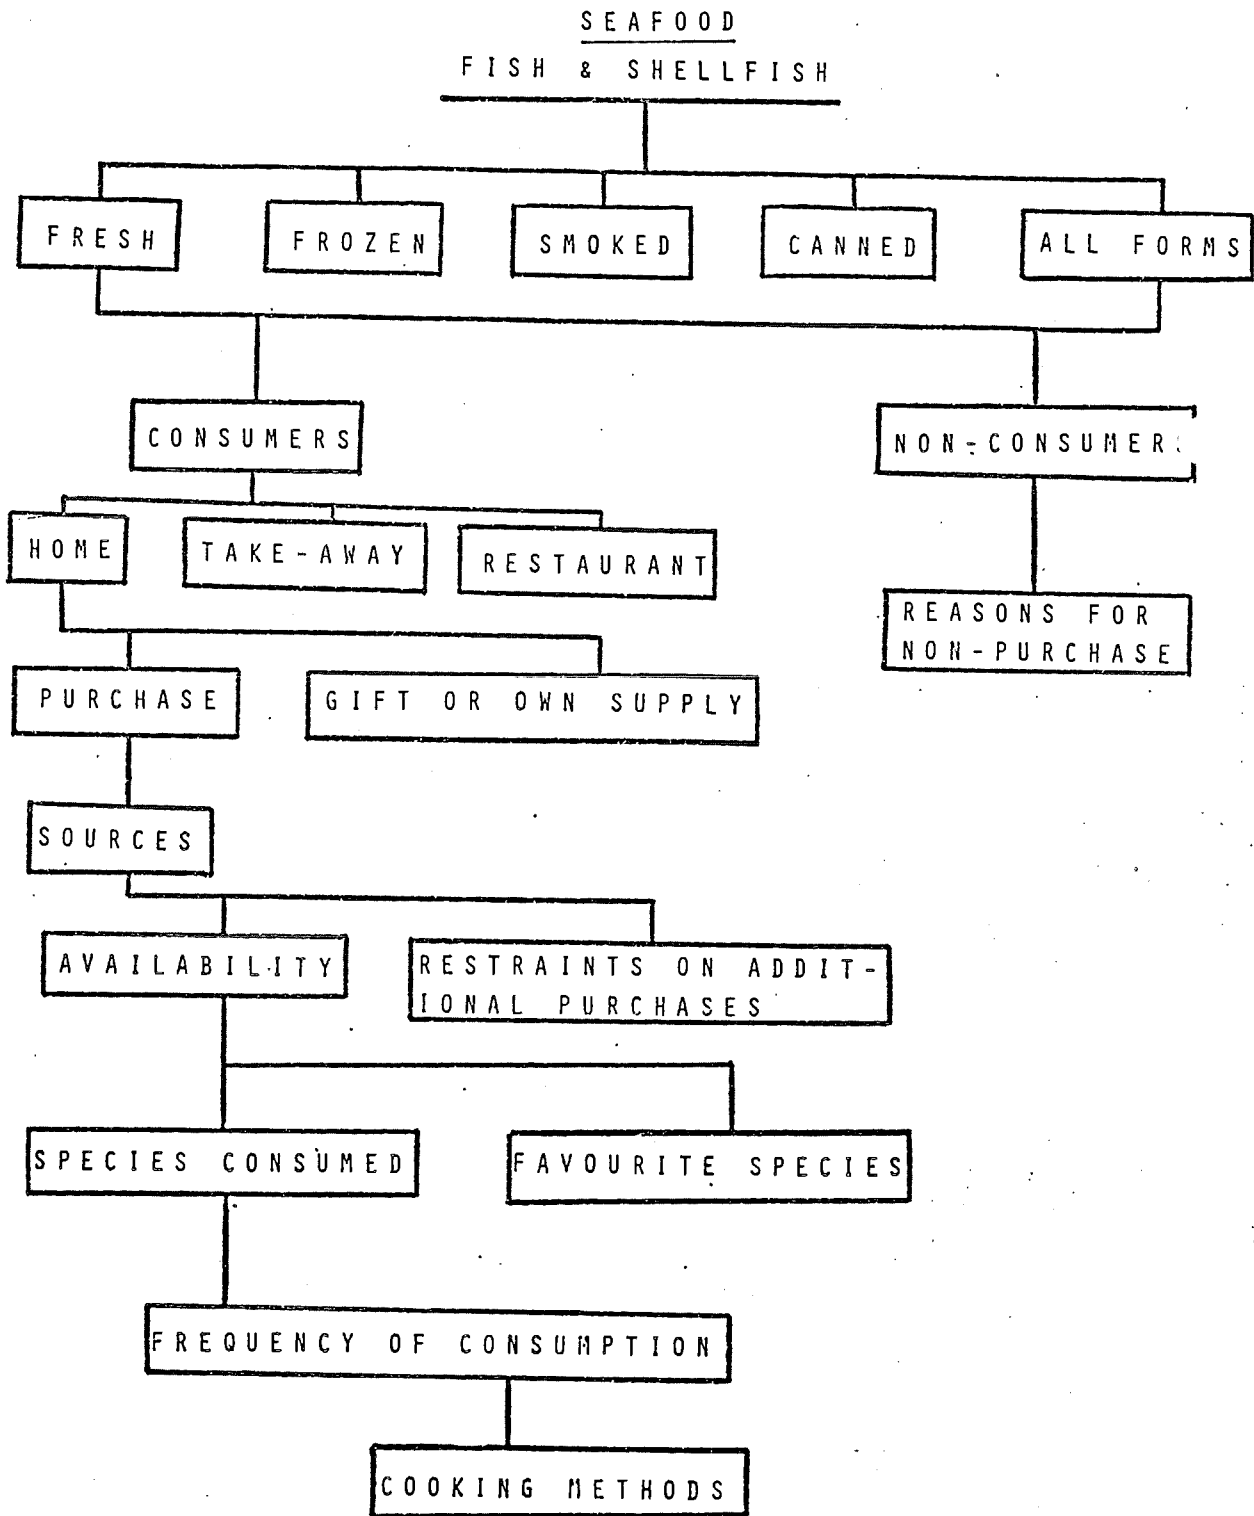 SEAFOOD
FISH & SHELLFISH
FRESH
FROZEN
SMOKED
CANNED
ALL FORMS
CONSUMERS
NON-CONSUMERS
HOME
TAKE-AWAY
RESTAURANT
REASONS FOR
NON-PURCHASE
PURCHASE
GIFT OR OWN SUPPLY
SOURCES
AVAILABILITY
RESTRAINTS ON ADDIT-
IONAL PURCHASES
SPECIES CONSUMED
FAVOURITE SPECIES
FREQUENCY OF CONSUMPTION
COOKING METHODS